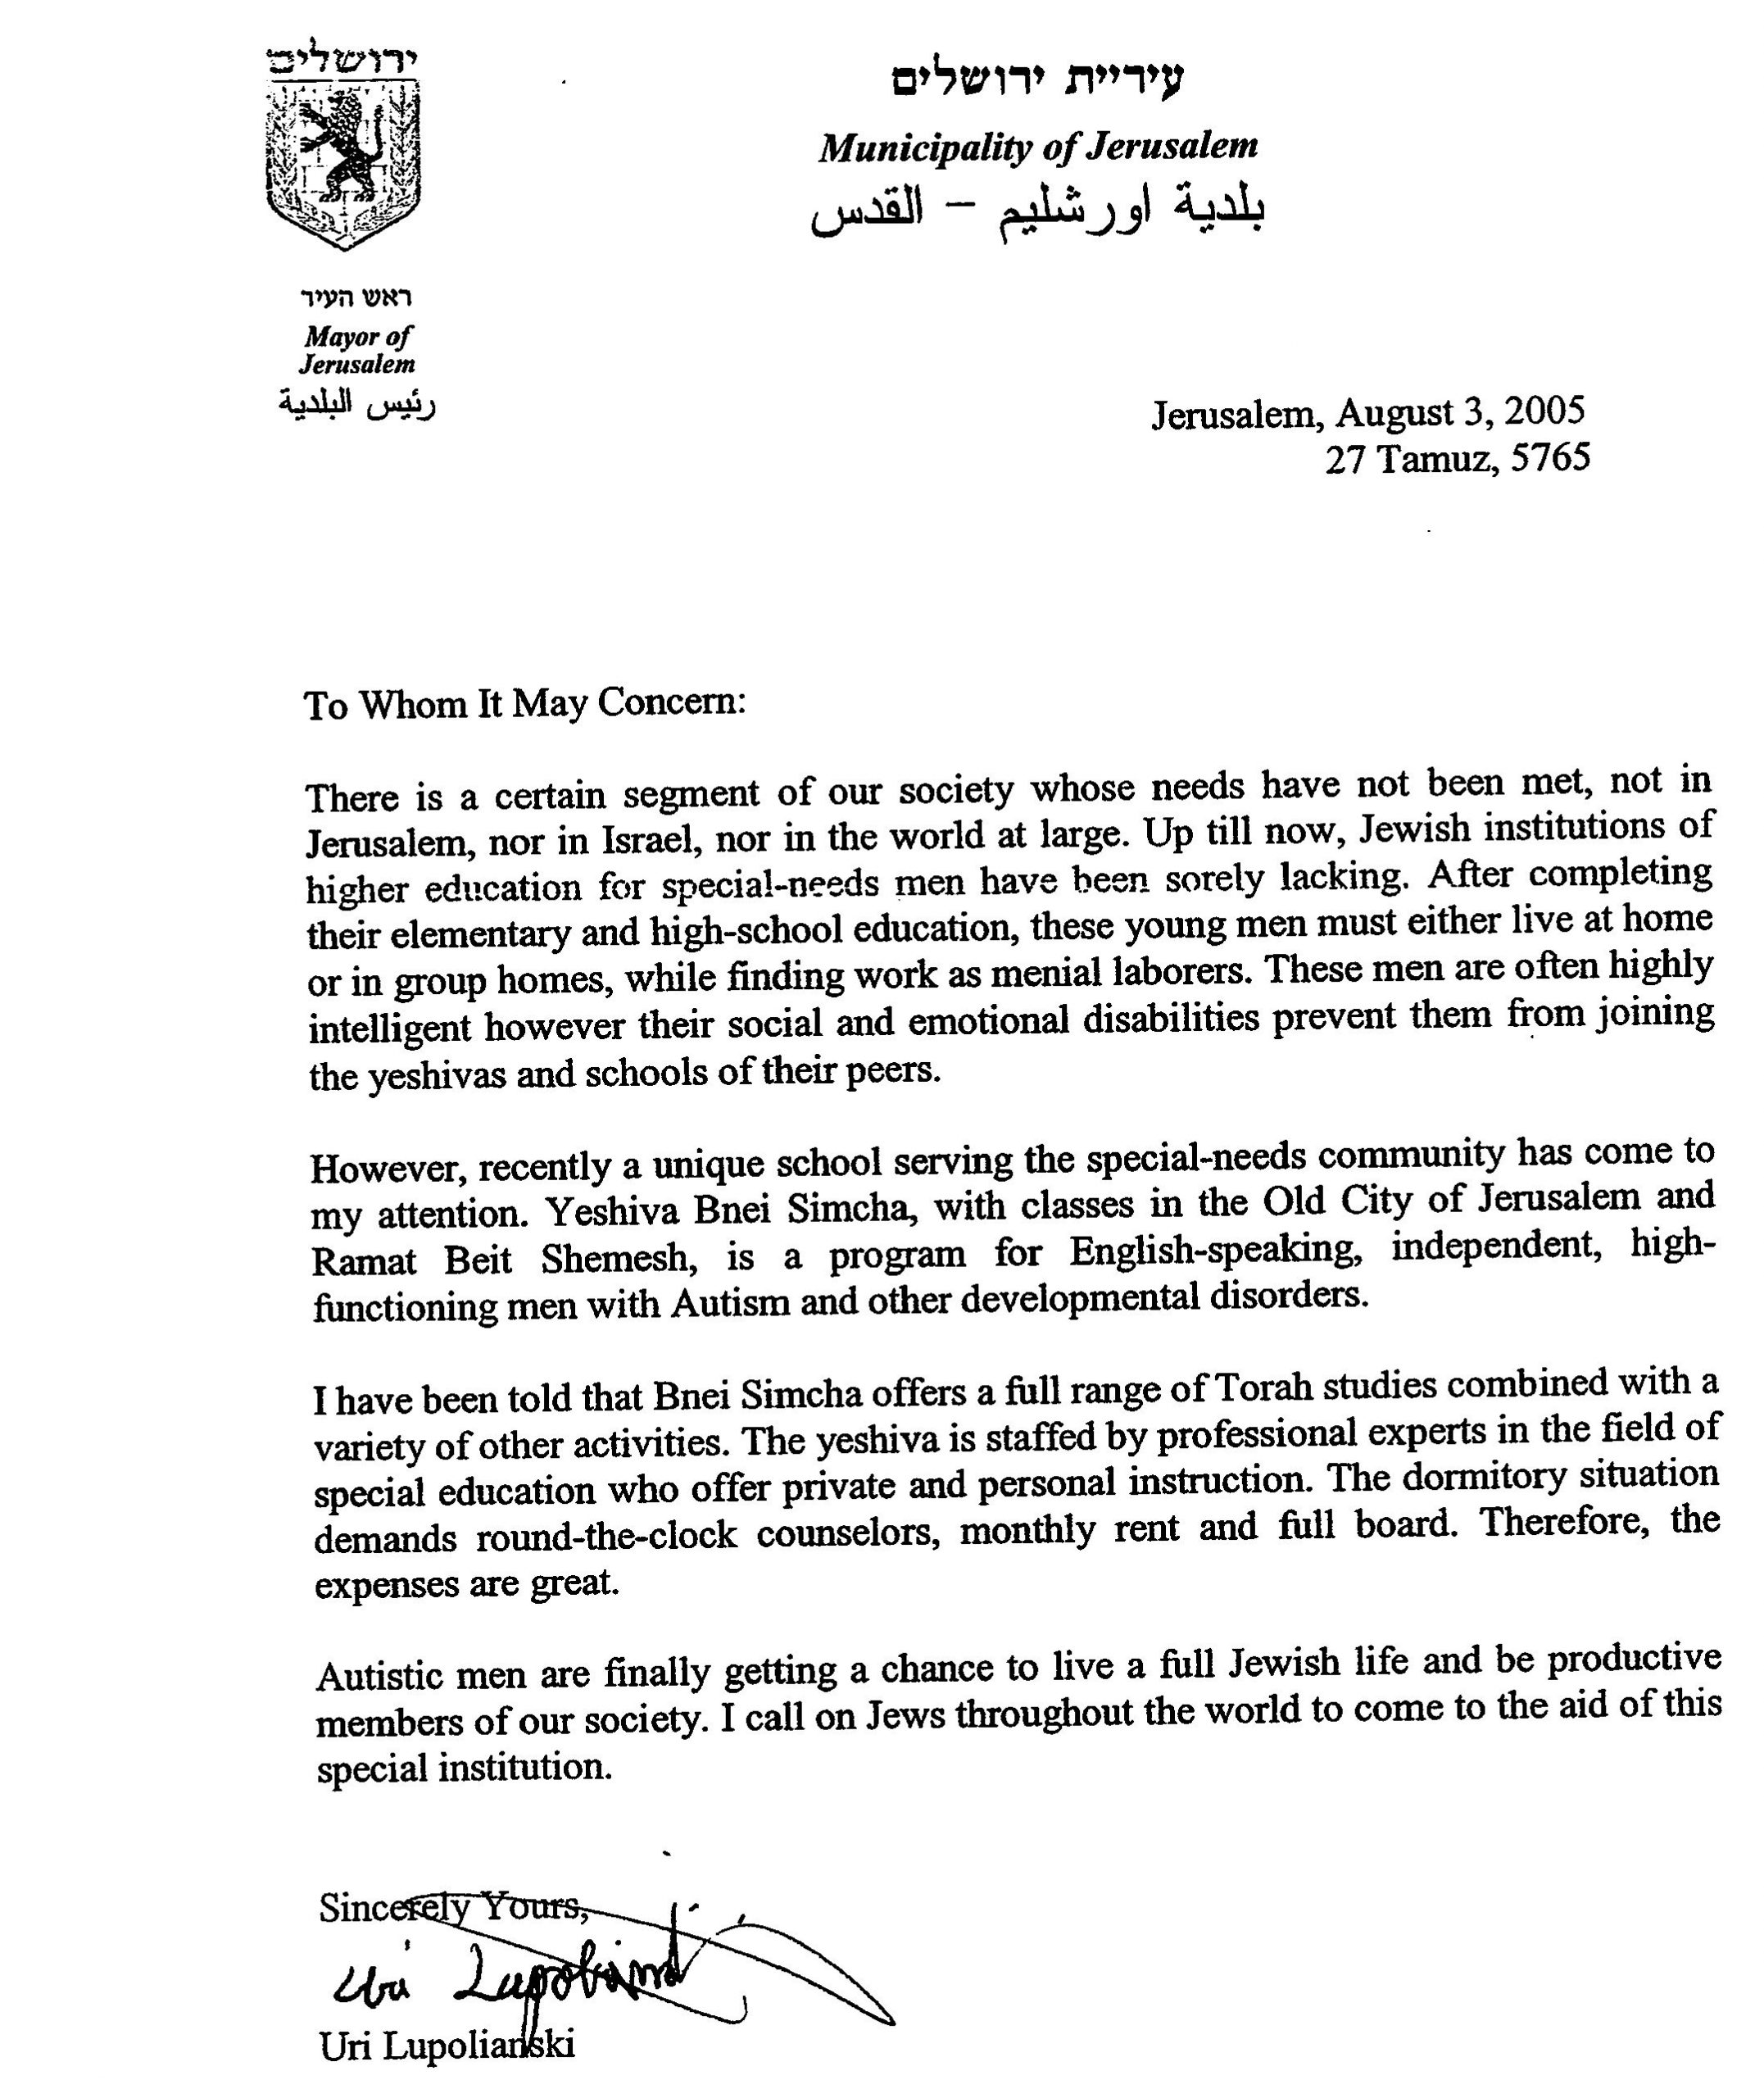 ירושלים
עיריית ירושלים
Municipality of Jerusalem
بلدية اورشليم – القدس
ראש העיר
Mayor of
Jerusalem
رئيس البلدية
Jerusalem, August 3, 2005
27 Tamuz, 5765
To Whom It May Concern:
There is a certain segment of our society whose needs have not been met, not in
Jerusalem, nor in Israel, nor in the world at large. Up till now, Jewish institutions of
higher education for special-needs men have been sorely lacking. After completing
their elementary and high-school education, these young men must either live at home
or in group homes, while finding work as menial laborers. These men are often highly
intelligent however their social and emotional disabilities prevent them from joining
the yeshivas and schools of their peers.
However, recently a unique school serving the special-needs community has come to
my attention. Yeshiva Bnei Simcha, with classes in the Old City of Jerusalem and
Ramat Beit Shemesh, is a program for English-speaking, independent, high-
functioning men with Autism and other developmental disorders.
I have been told that Bnei Simcha offers a full range of Torah studies combined with a
variety of other activities. The yeshiva is staffed by professional experts in the field of
special education who offer private and personal instruction. The dormitory situation
demands round-the-clock counselors, monthly rent and full board. Therefore, the
expenses are great.
Autistic men are finally getting a chance to live a full Jewish life and be productive
members of our society. I call on Jews throughout the world to come to the aid of this
special institution.
Sincerely Yours,
Uri Lupolianski
Uri Lupolianski